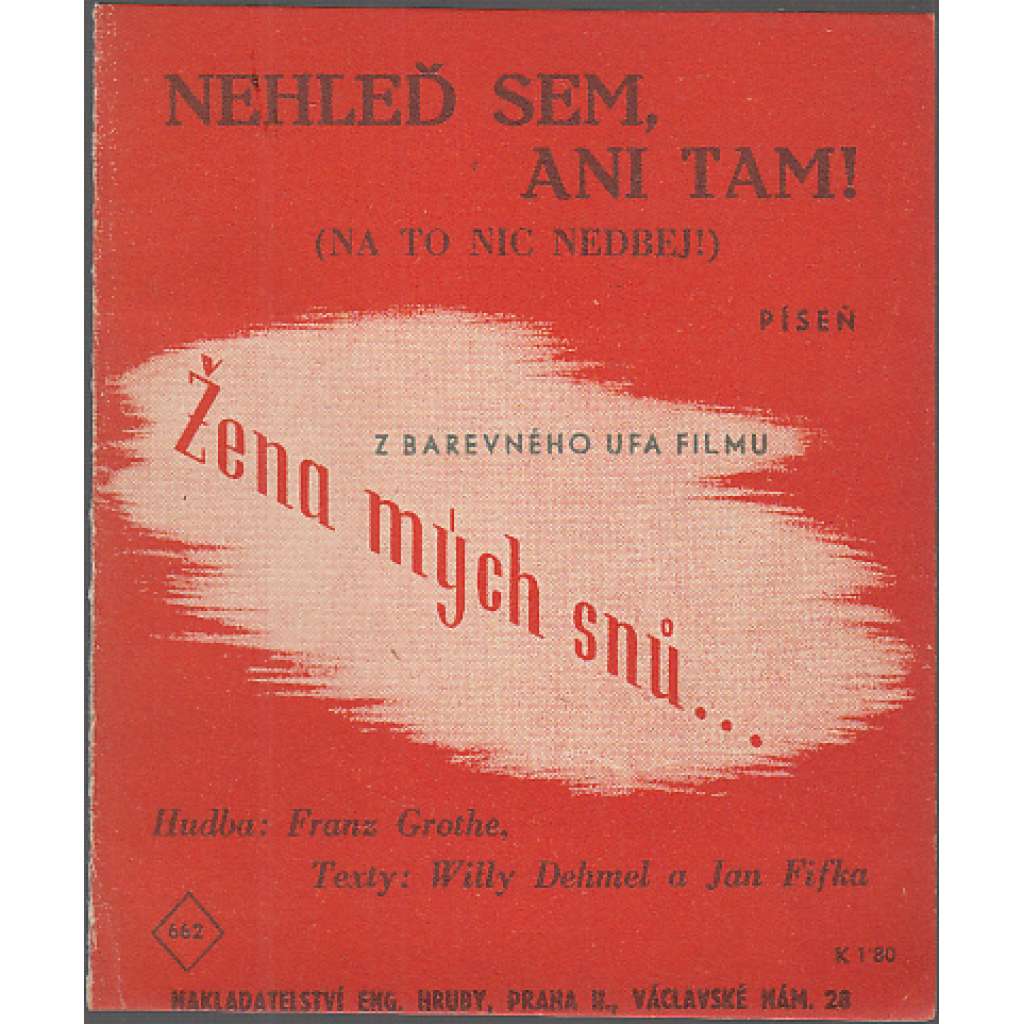 NEHLEĎ SEM,
ANI TAM!
(NA TO NIC NEDBEJ!)
PÍSEŇ
Z BAREVNÉHO UFA FILMU
Žena mých snů...
Hudba: Franz Grothe,
Texty: Willy Dehmel a Jan Fifka
662
K 1'80
NAKLADATELSTVÍ ENG. HRUBY, PRAHA II., VÁCLAVSKÉ NÁM. 28